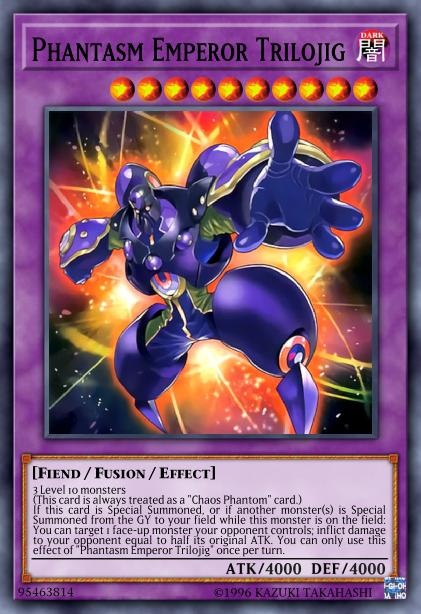 PHANTASM EMPEROR TRILOJIG
DARK
闇
[FIEND / FUSION / EFFECT]
3 Level 10 monsters
(This card is always treated as a "Chaos Phantom" card.)
If this card is Special Summoned, or if another monster(s) is Special
Summoned from the GY to your field while this monster is on the field:
You can target 1 face-up monster your opponent controls; inflict damage
to your opponent equal to half its original ATK. You can only use this
effect of "Phantasm Emperor Trilojig" once per turn.
ATK/4000 DEF/4000
95463814
©1996 KAZUKI TAKAHASHI